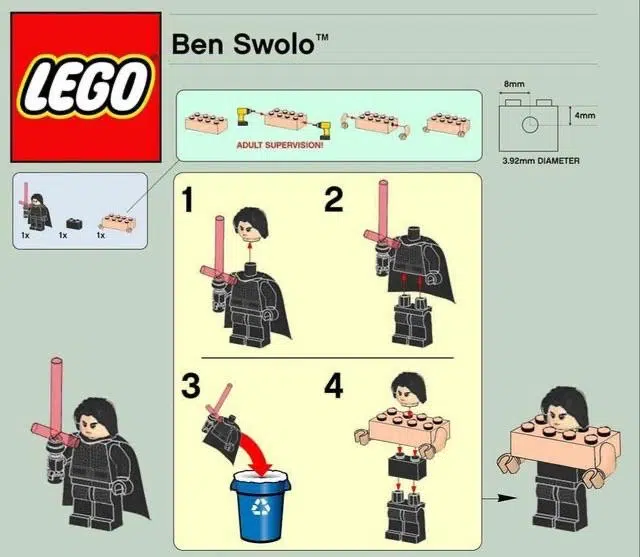 LEGO
Ben Swolo™
ADULT SUPERVISION!
8mm
4mm
3.92mm DIAMETER
1x
1x
1x
1
2
3
4